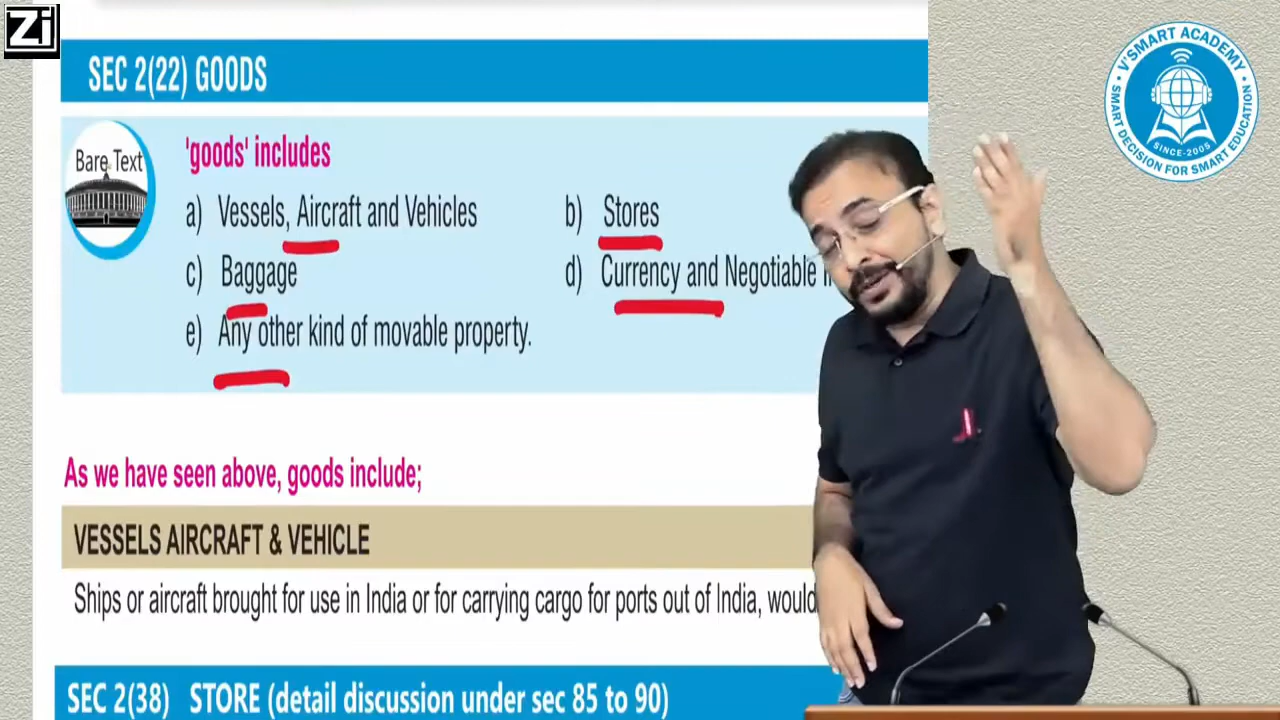 Zi
SEC 2(22) GOODS
Bare Text
'goods' includes
a) Vessels, Aircraft and Vehicles
b) Stores
c) Baggage
d) Currency and Negotiable
e) Any other kind of movable property.
As we have seen above, goods include;
VESSELS AIRCRAFT & VEHICLE
Ships or aircraft brought for use in India or for carrying cargo for ports out of India, would
SEC 2(38) STORE (detail discussion under sec 85 to 90)
V'SMART ACADEMY
SINCE-2005
SMART DECISION FOR SMART EDUCATION